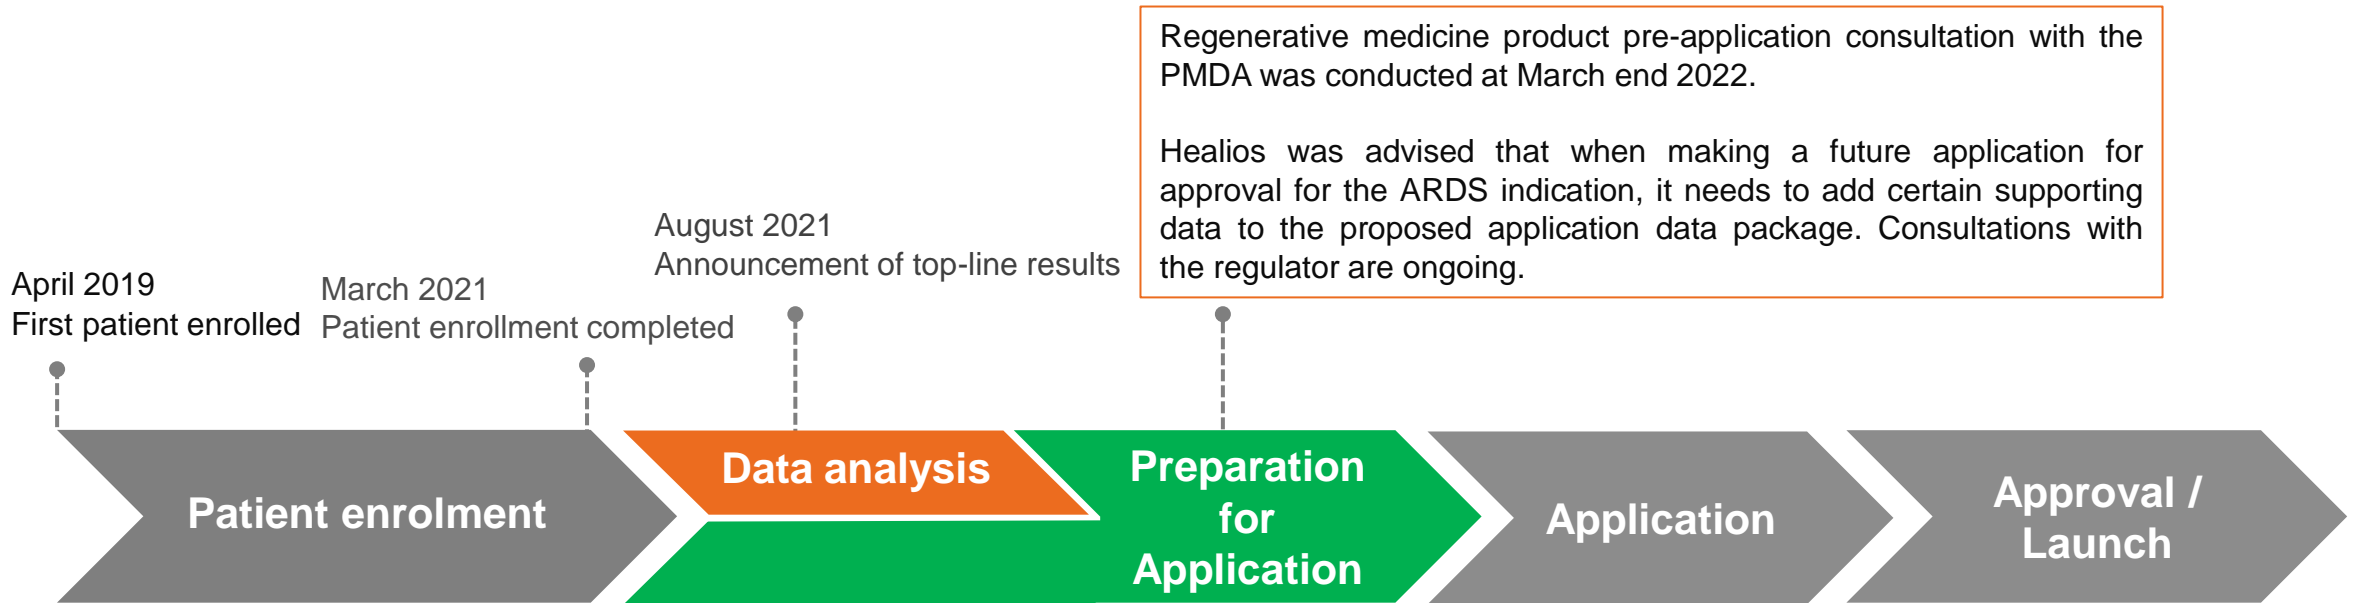 Regenerative medicine product pre-application consultation with the
PMDA was conducted at March end 2022.
Healios was advised that when making a future application for
approval for the ARDS indication, it needs to add certain supporting
data to the proposed application data package. Consultations with
the regulator are ongoing.
August 2021
Announcement of top-line results
April 2019
First patient enrolled
March 2021
Patient enrollment completed
Patient enrolment
Data analysis
Preparation
for
Application
Application
Approval /
Launch